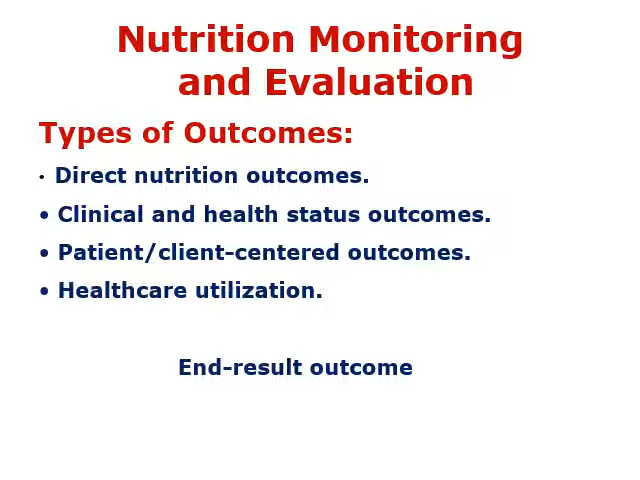 Nutrition Monitoring
and Evaluation
Types of Outcomes:
• Direct nutrition outcomes.
• Clinical and health status outcomes.
• Patient/client-centered outcomes.
• Healthcare utilization.
End-result outcome